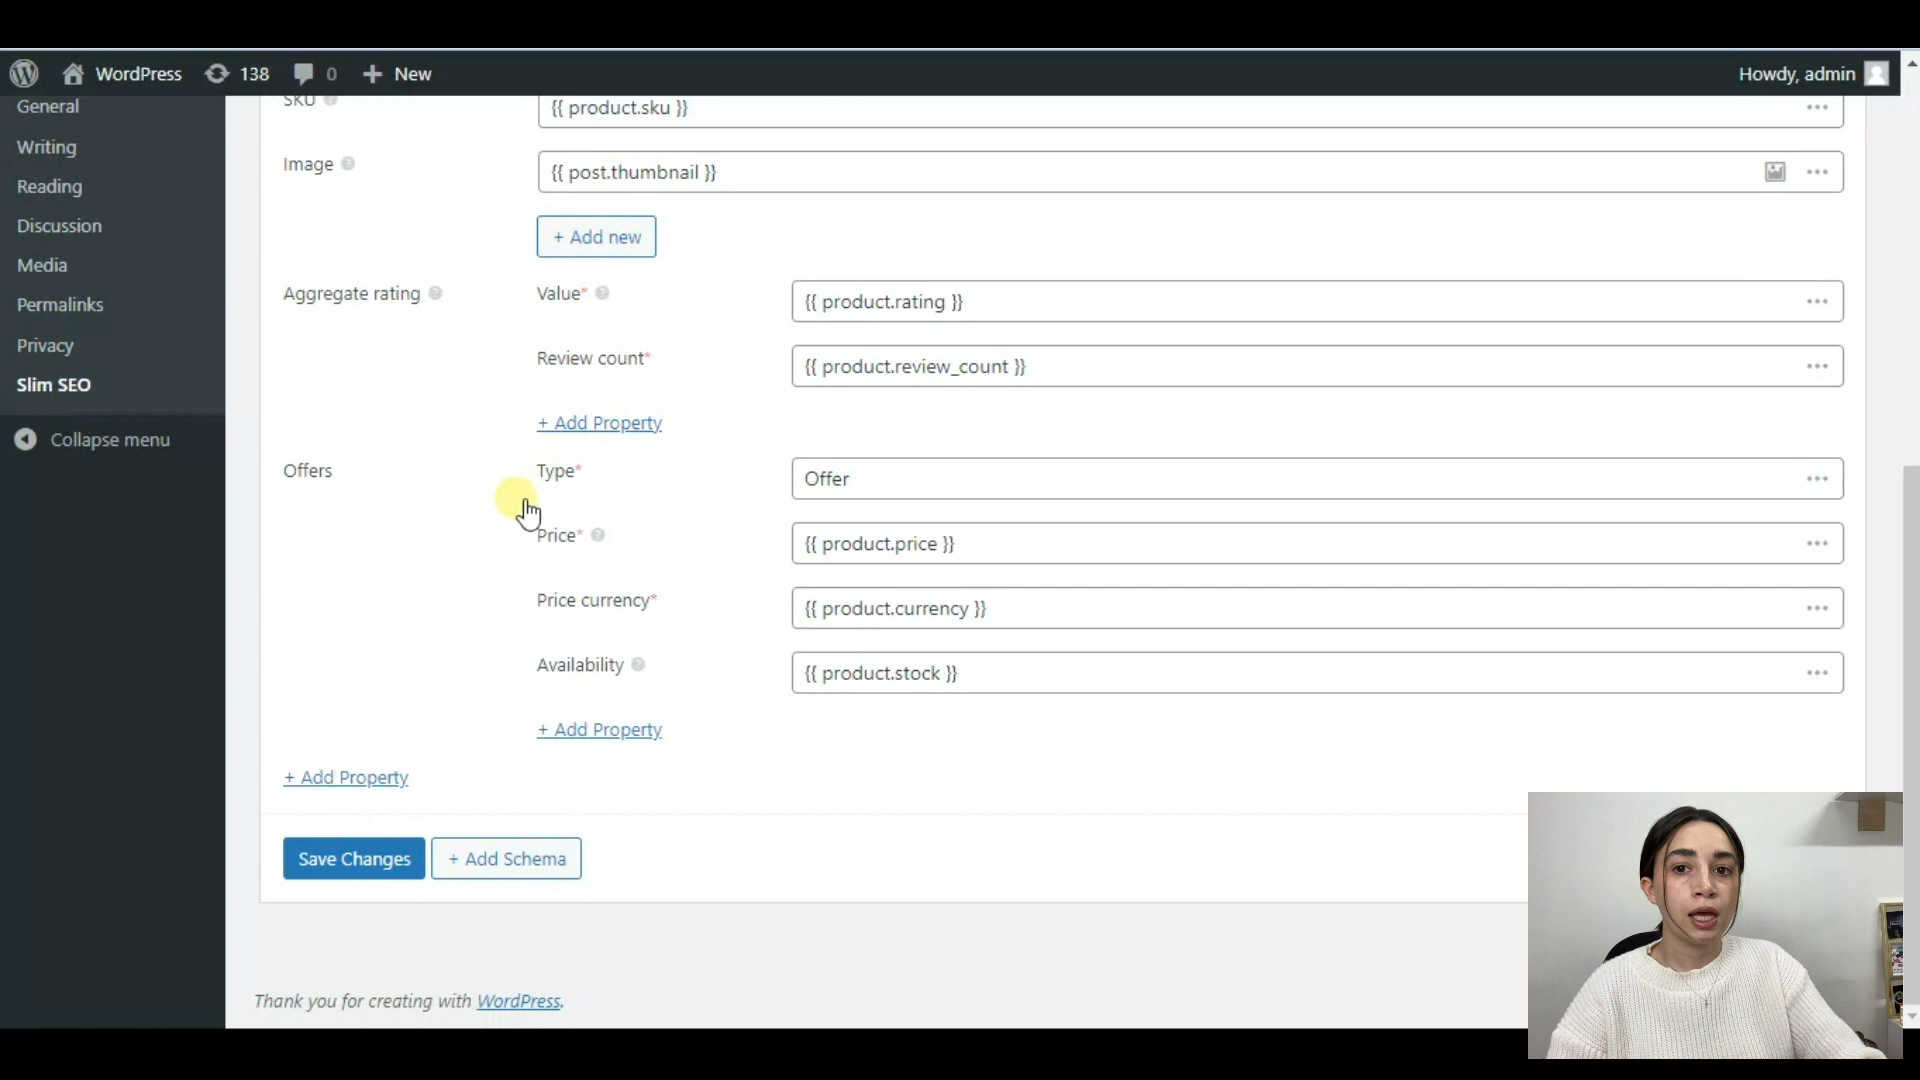 WordPress 138 0 + New Howdy, admin
General
Writing
Reading
Discussion
Media
Permalinks
Privacy
Slim SEO
Collapse menu
SKU {{ product.sku }}
Image {{ post.thumbnail }}
+ Add new
Aggregate rating Value* {{ product.rating }}
Review count* {{ product.review_count }}
+ Add Property
Offers Type* Offer
Price* {{ product.price }}
Price currency* {{ product.currency }}
Availability {{ product.stock }}
+ Add Property
+ Add Property
Save Changes + Add Schema
Thank you for creating with WordPress.